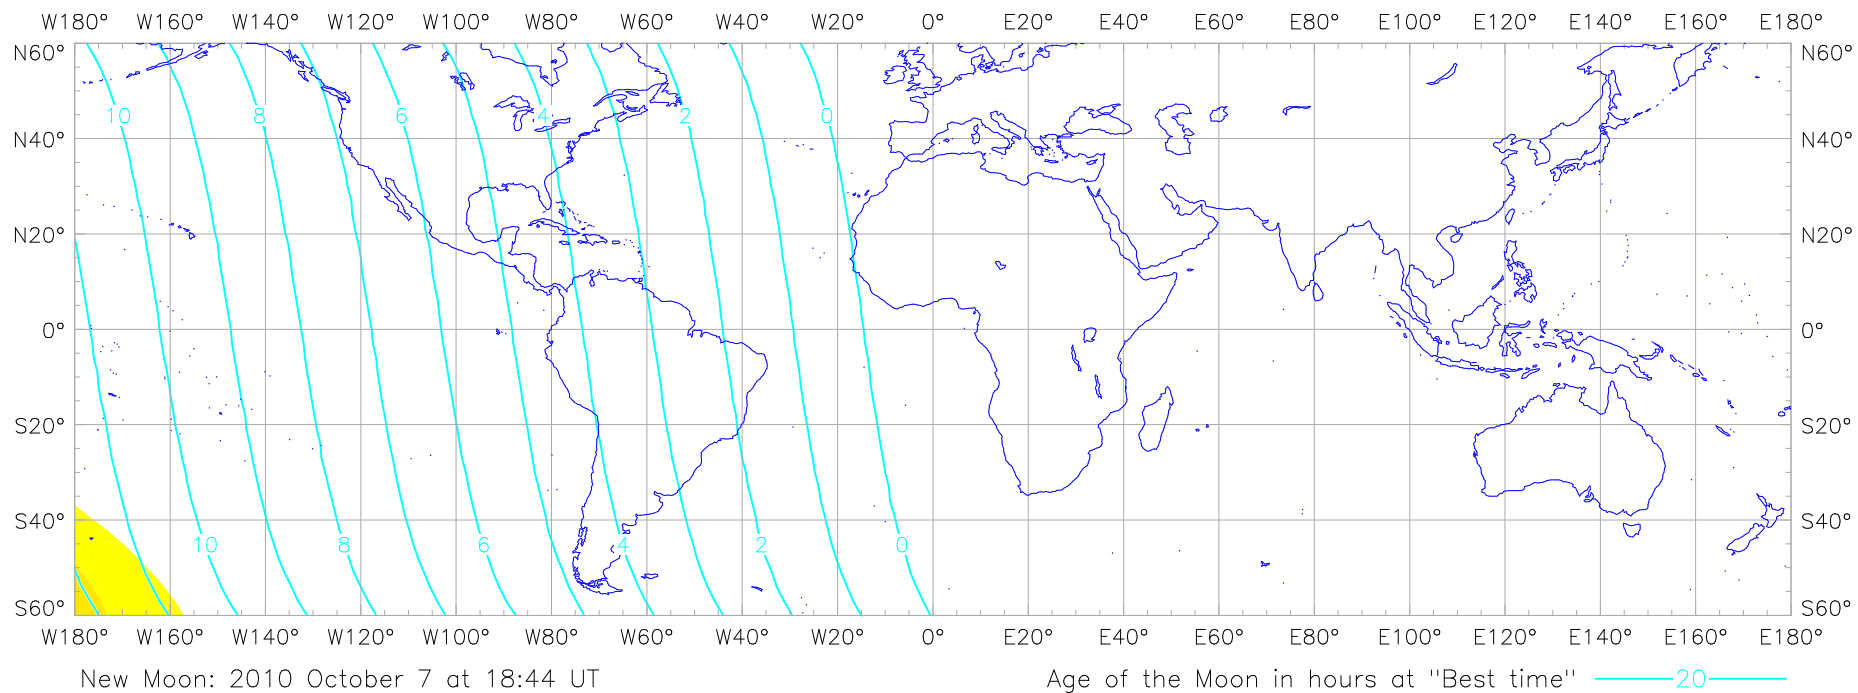 W180° W160° W140° W120° W100° W80° W60° W40° W20° 0° E20° E40° E60° E80° E100° E120° E140° E160° E180°
N60° N60°
10 8 6 4 2 0
N40° N40°
N20° N20°
0° 0°
S20° S20°
S40° S40°
10 8 6 4 2 0
S60° S60°
W180° W160° W140° W120° W100° W80° W60° W40° W20° 0° E20° E40° E60° E80° E100° E120° E140° E160° E180°
New Moon: 2010 October 7 at 18:44 UT Age of the Moon in hours at "Best time" 20